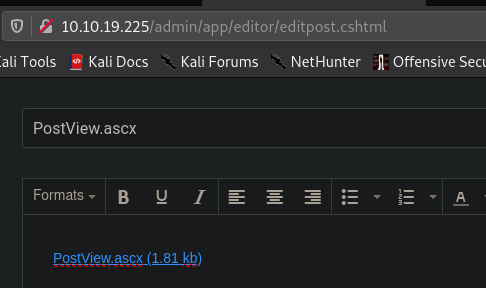 10.10.19.225/admin/app/editor/editpost.cshtml
ali Tools Kali Docs Kali Forums NetHunter Offensive Secu
PostView.ascx
Formats B U I A
PostView.ascx (1.81 kb)